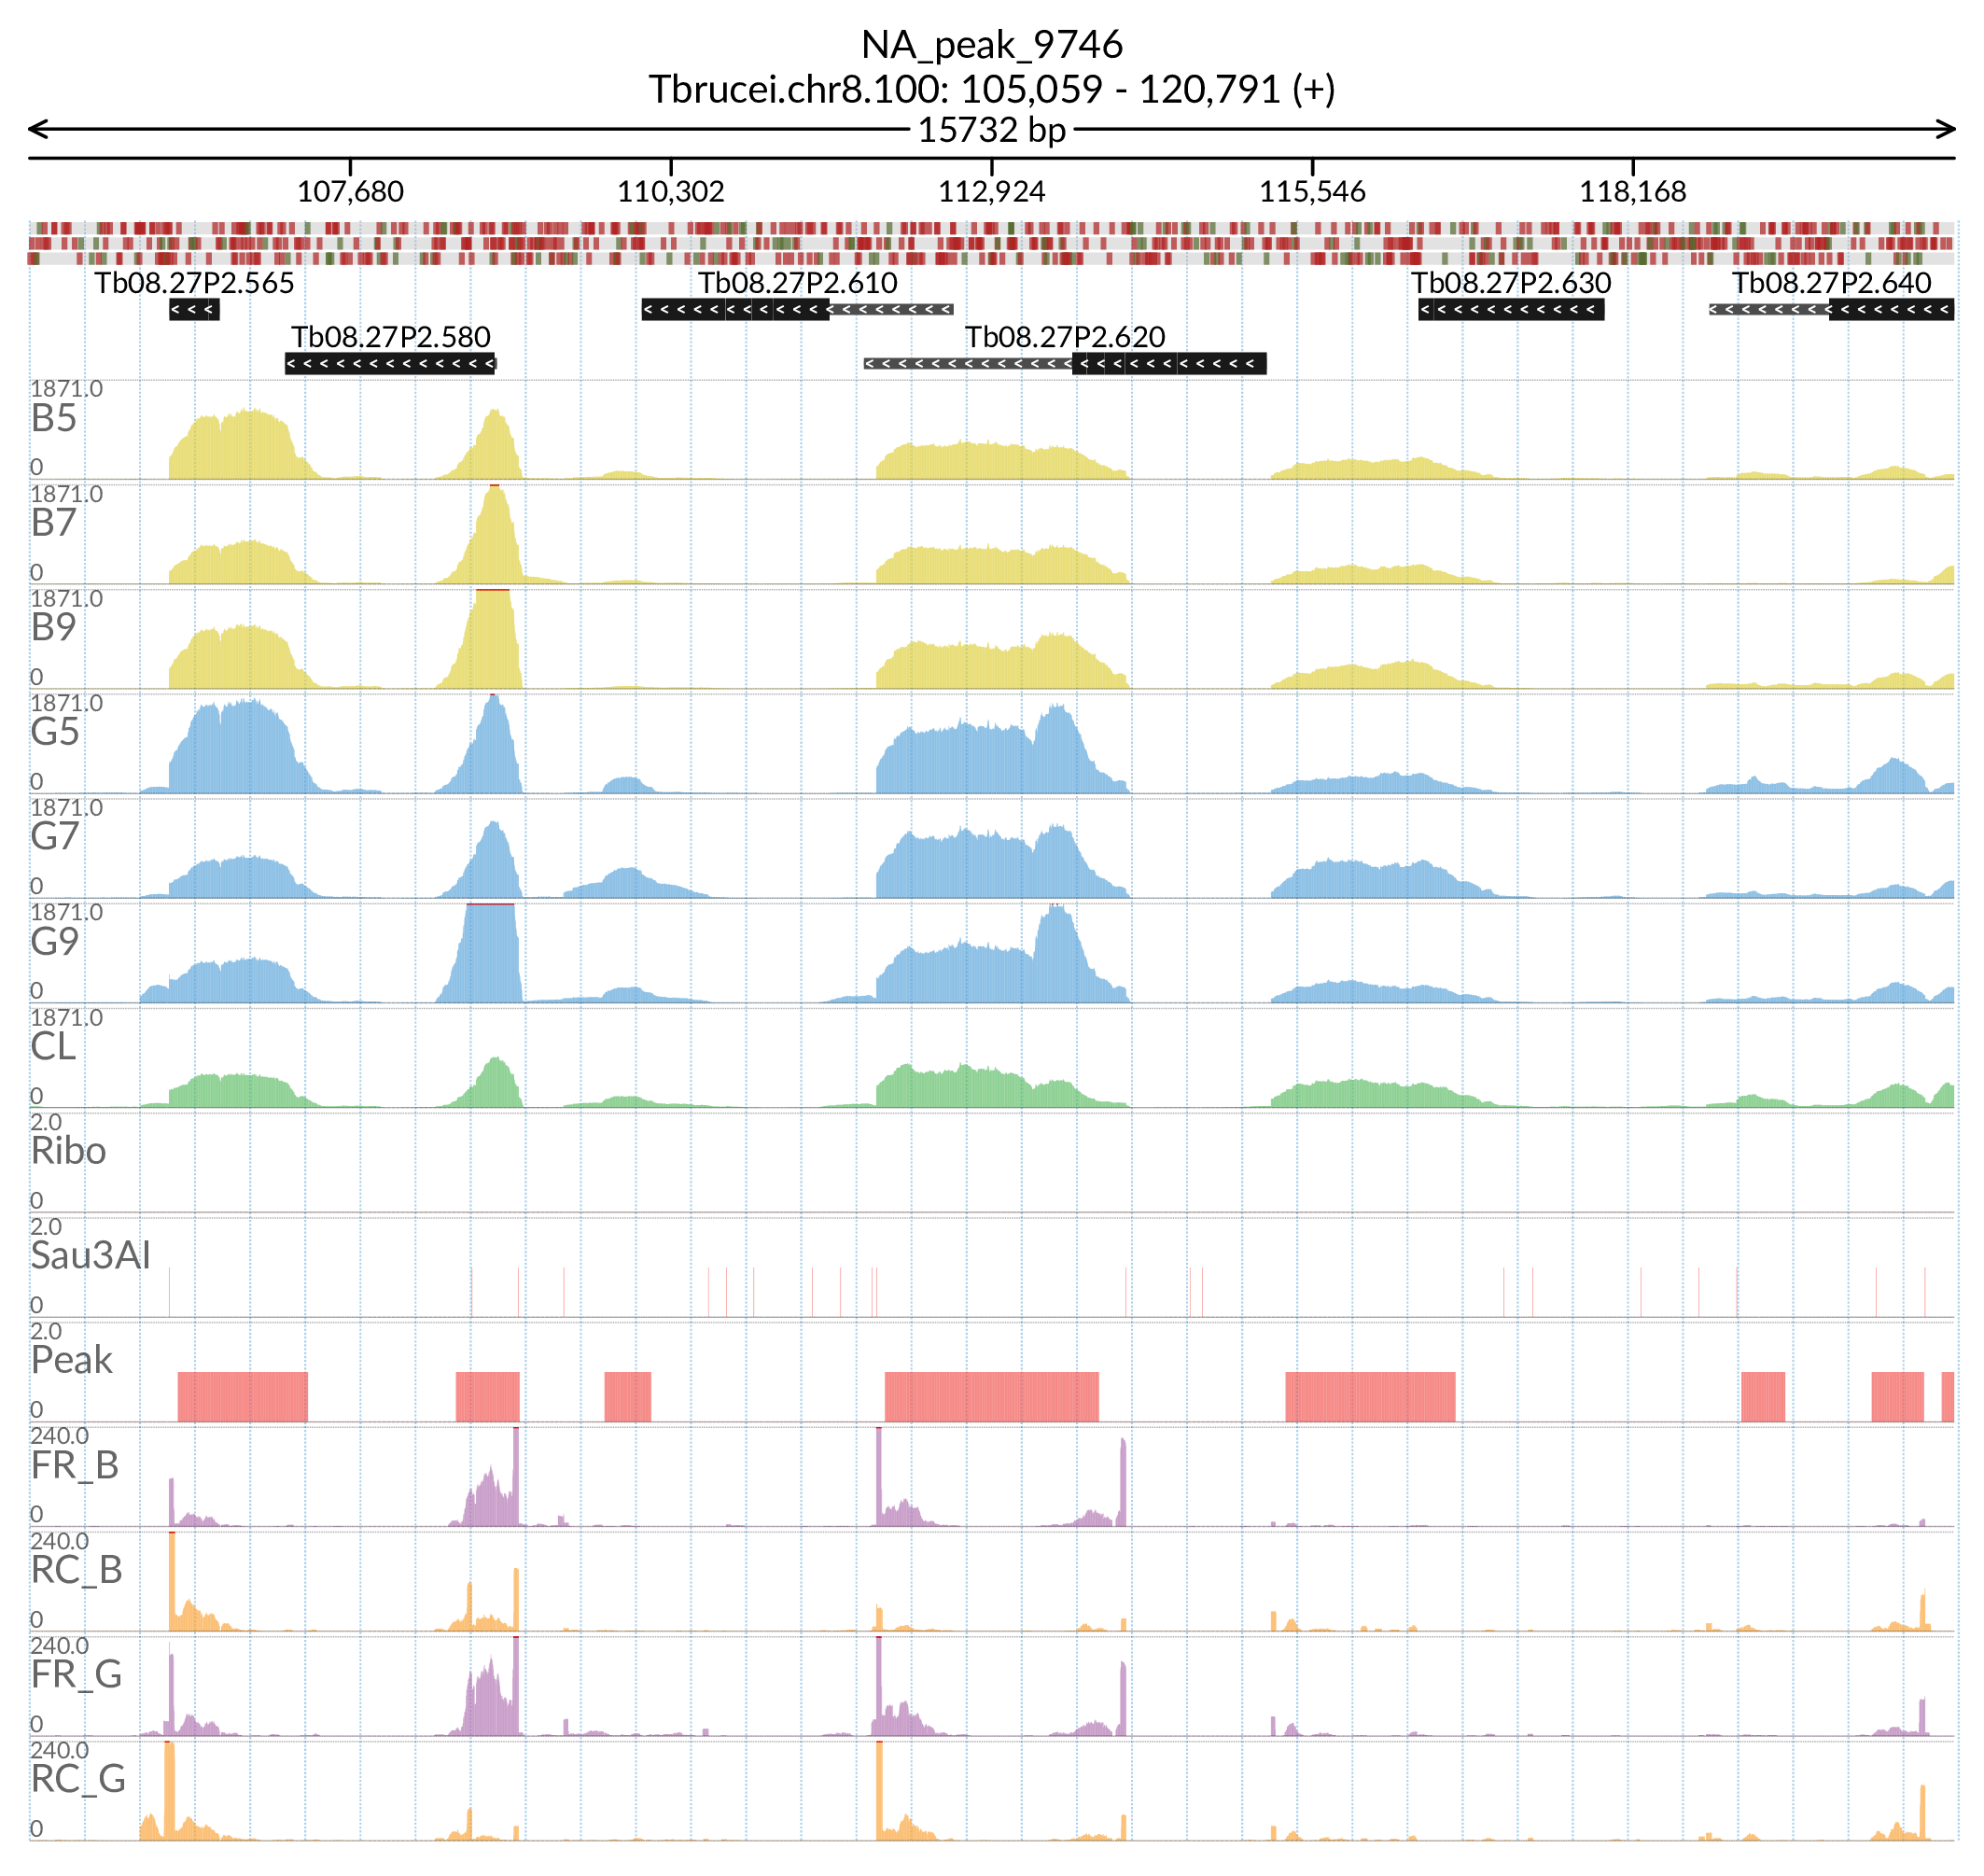 NA_peak_9746
Tbrucei.chr8.100: 105,059 - 120,791 (+)
15732 bp
107,680 110,302 112,924 115,546 118,168
Tb08.27P2.565 Tb08.27P2.610 Tb08.27P2.630 Tb08.27P2.640
Tb08.27P2.580 Tb08.27P2.620
1871.0
B5
0
1871.0
B7
0
1871.0
B9
0
1871.0
G5
0
1871.0
G7
0
1871.0
G9
0
1871.0
CL
0
2.0
Ribo
0
2.0
Sau3AI
0
2.0
Peak
0
240.0
FR_B
0
240.0
RC_B
0
240.0
FR_G
0
240.0
RC_G
0